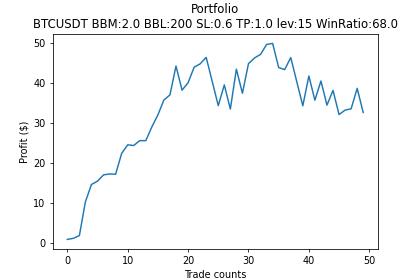 Portfolio
BTCUSDT BBM:2.0 BBL:200 SL:0.6 TP:1.0 lev:15 WinRatio:68.0
50
40
30
20
10
0
Profit ($)
0 10 20 30 40 50
Trade counts